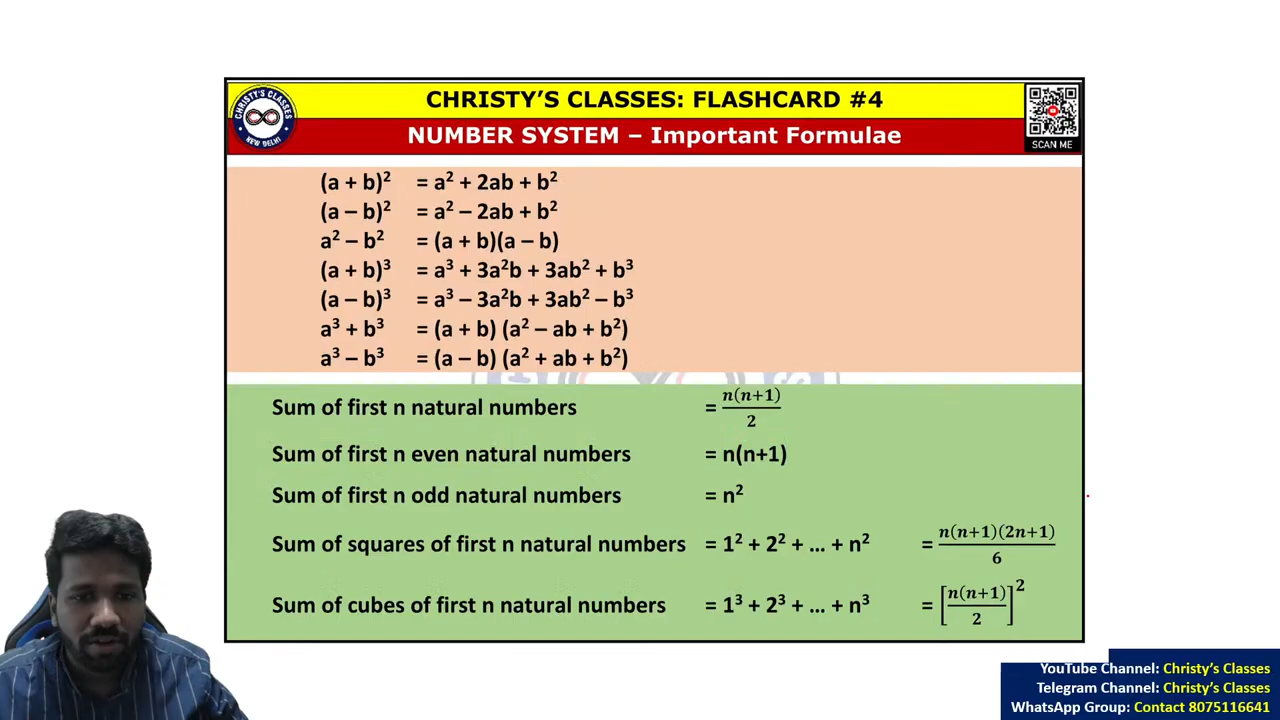 CHRISTY'S CLASSES: FLASHCARD #4
NUMBER SYSTEM – Important Formulae
CHRISTY'S CLASSES
NEW DELHI
SCAN ME
(a + b)² = a² + 2ab + b²
(a – b)² = a² – 2ab + b²
a² – b² = (a + b)(a – b)
(a + b)³ = a³ + 3a²b + 3ab² + b³
(a – b)³ = a³ – 3a²b + 3ab² – b³
a³ + b³ = (a + b) (a² – ab + b²)
a³ – b³ = (a – b) (a² + ab + b²)
Sum of first n natural numbers = n(n+1)/2
Sum of first n even natural numbers = n(n+1)
Sum of first n odd natural numbers = n²
Sum of squares of first n natural numbers = 1² + 2² + ... + n² = n(n+1)(2n+1)/6
Sum of cubes of first n natural numbers = 1³ + 2³ + ... + n³ = [n(n+1)/2]²
YouTube Channel: Christy's Classes
Telegram Channel: Christy's Classes
WhatsApp Group: Contact 8075116641